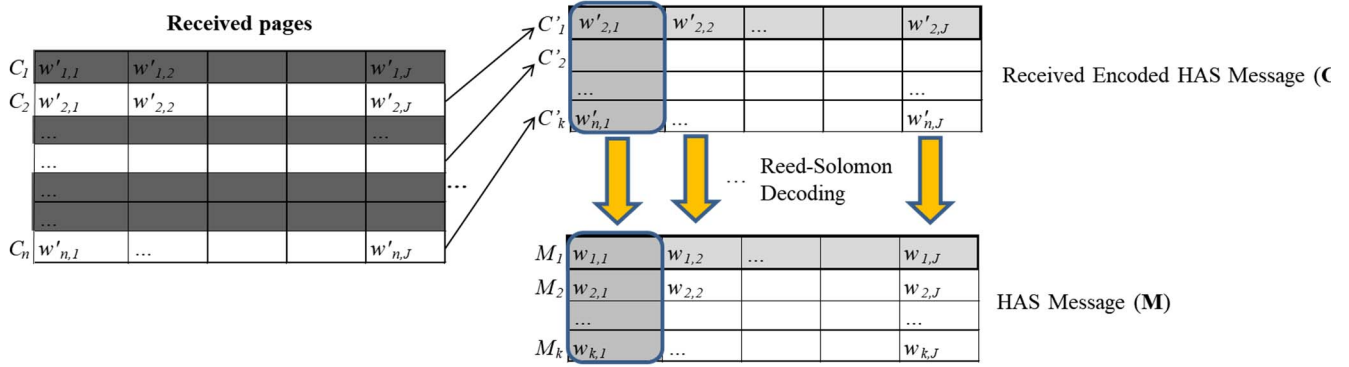 Received pages
C1 w'1,1 w'1,2 w'1,J
C2 w'2,1 w'2,2 w'2,J
... ...
...
...
...
...
Cn w'n,1 ... w'n,J
C'1 w'2,1 w'2,2 ... w'2,J
C'2
... ...
C'k w'n,1 ... w'n,J
Received Encoded HAS Message (C
... Reed-Solomon
Decoding
M1 w1,1 w1,2 ... w1,J
M2 w2,1 w2,2 w2,J
... ...
Mk wk,1 ... wk,J
HAS Message (M)